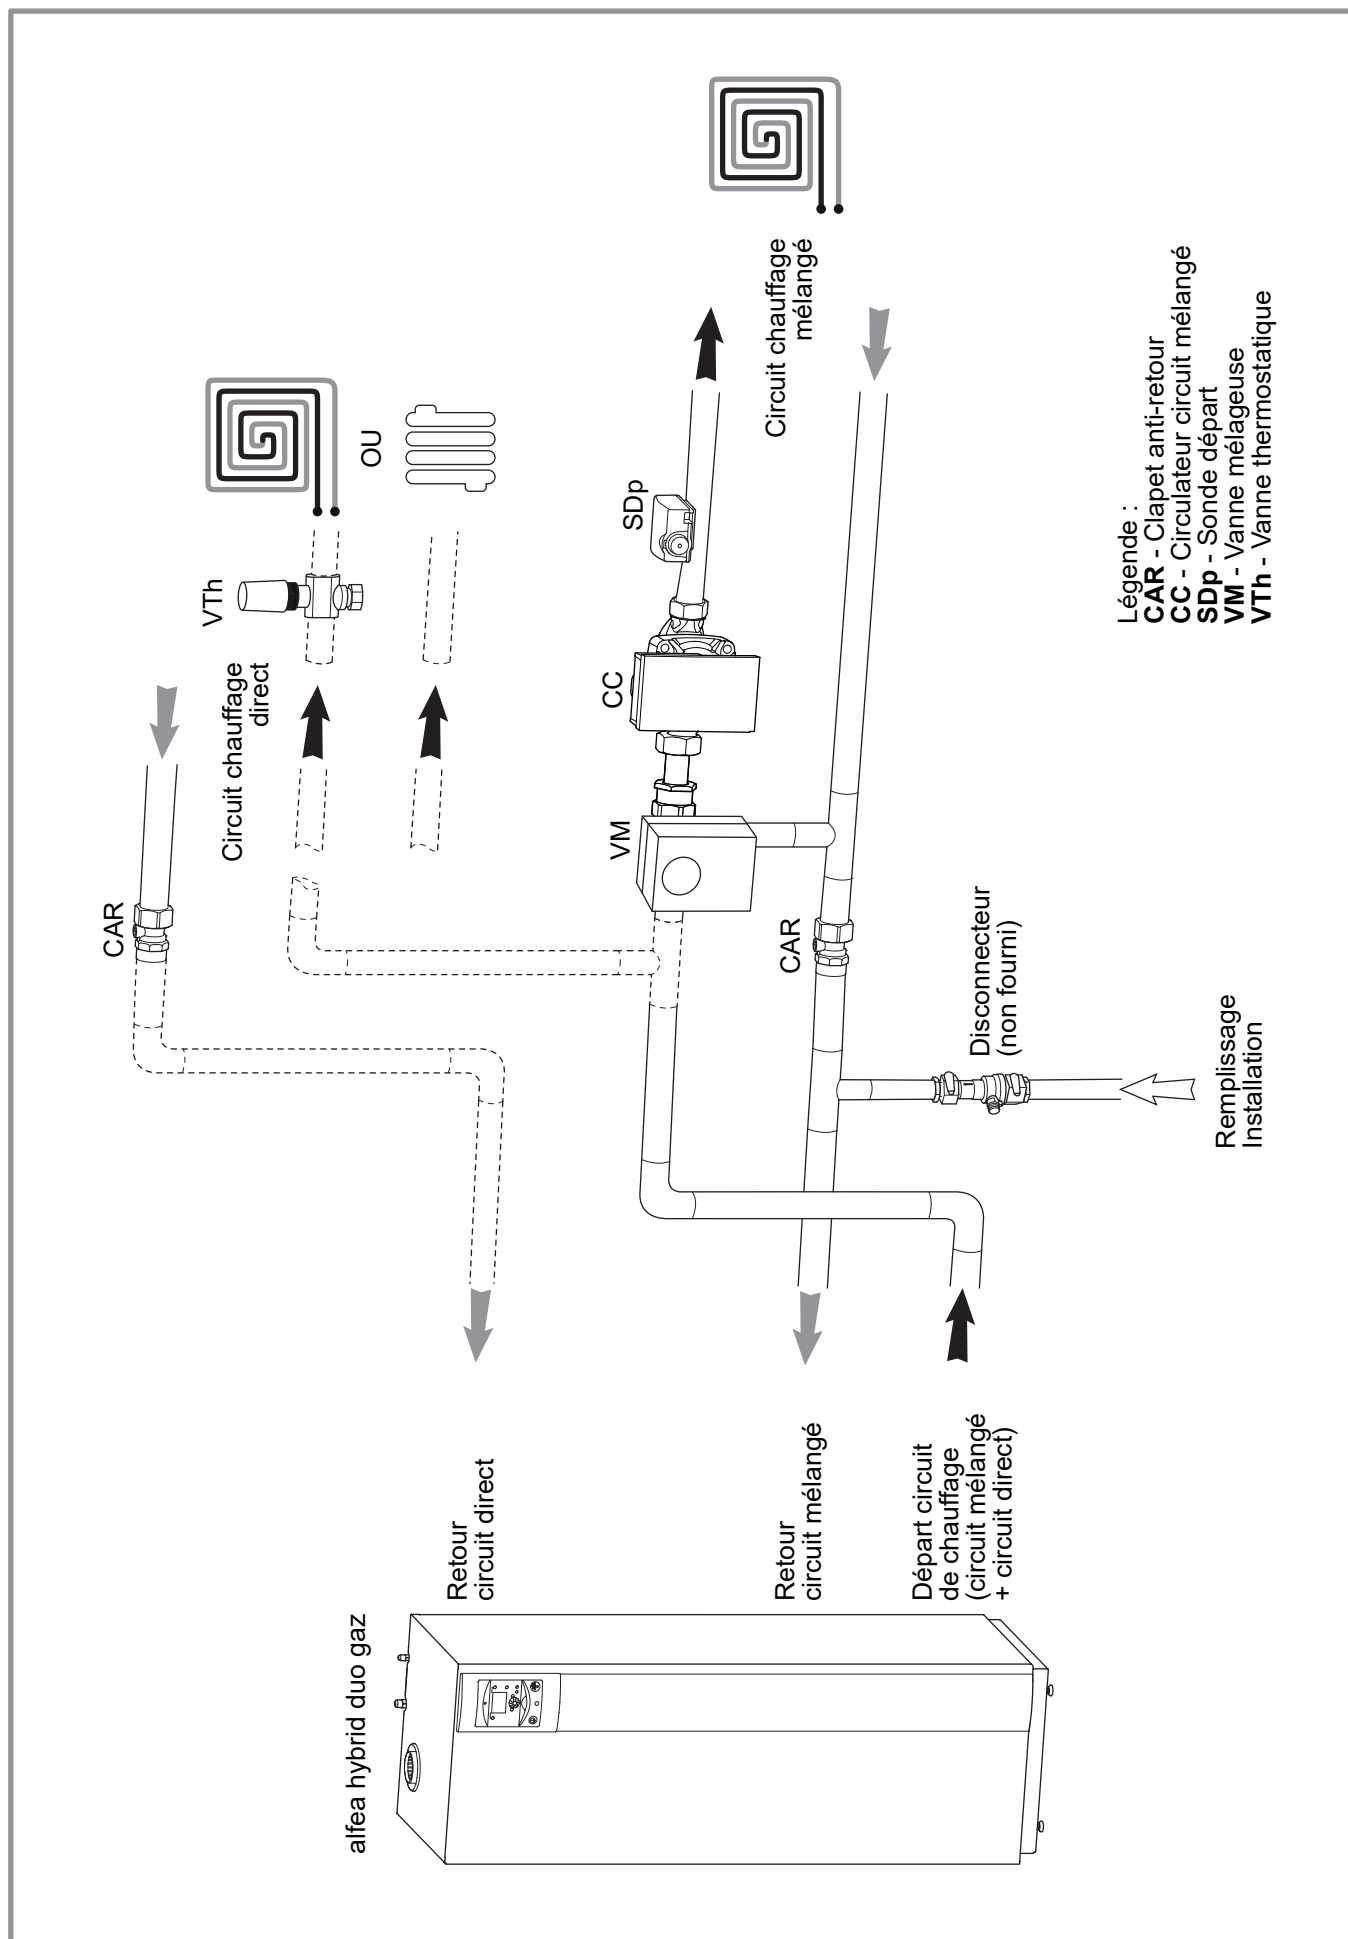 alfea hybrid duo gaz
Retour
circuit direct
Retour
circuit mélangé
Départ circuit
de chauffage
(circuit mélangé
+ circuit direct)
CAR
Circuit chauffage
direct
VTh
OU
VM
CC
SDp
Circuit chauffage
mélangé
CAR
Disconnecteur
(non fourni)
Remplissage
Installation
Légende :
CAR - Clapet anti-retour
CC - Circulateur circuit mélangé
SDp - Sonde départ
VM - Vanne mélageuse
VTh - Vanne thermostatique